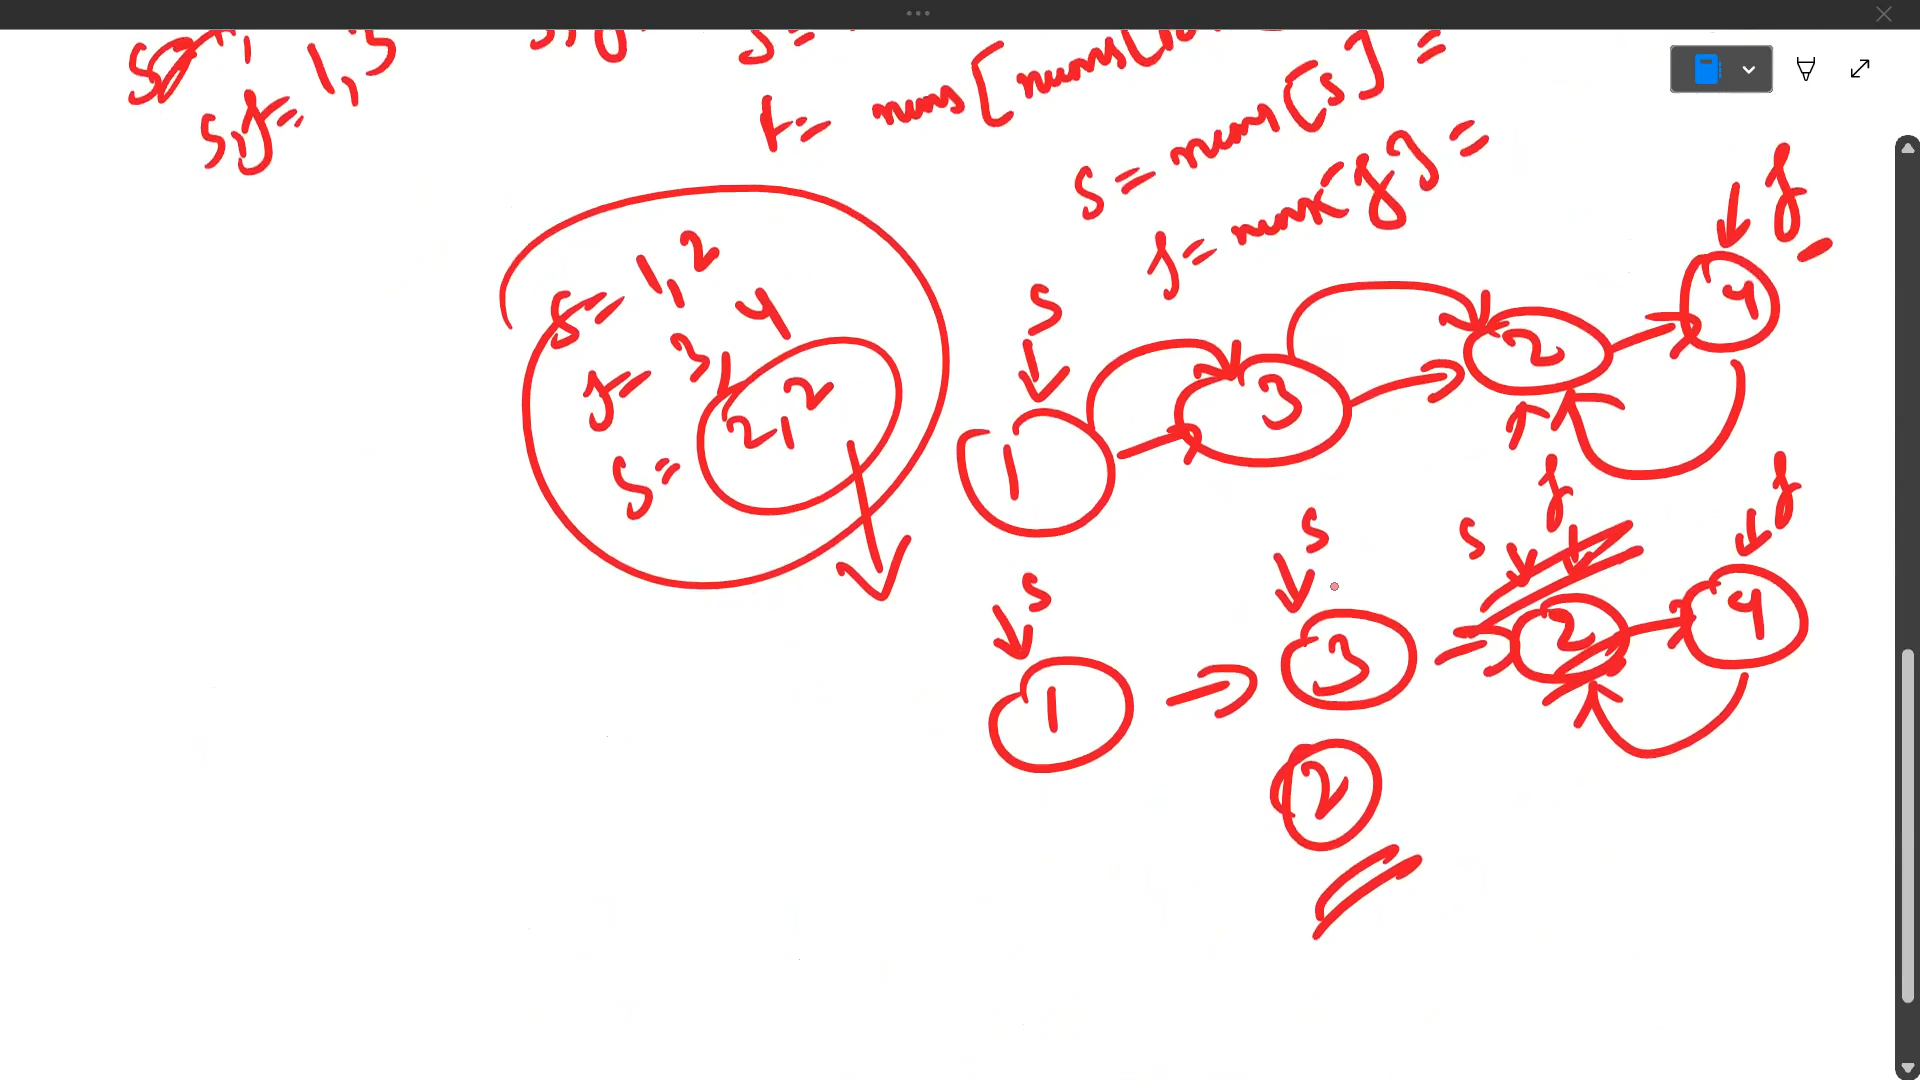 s,f= 1,3
f= nums[nums[
s= nums[s] =
f= nums[f] =
s= 1,2
f= 3,4
s= 2,2
s
f
1
3
2
4
s
s
s
f
f
1
3
2
4
2